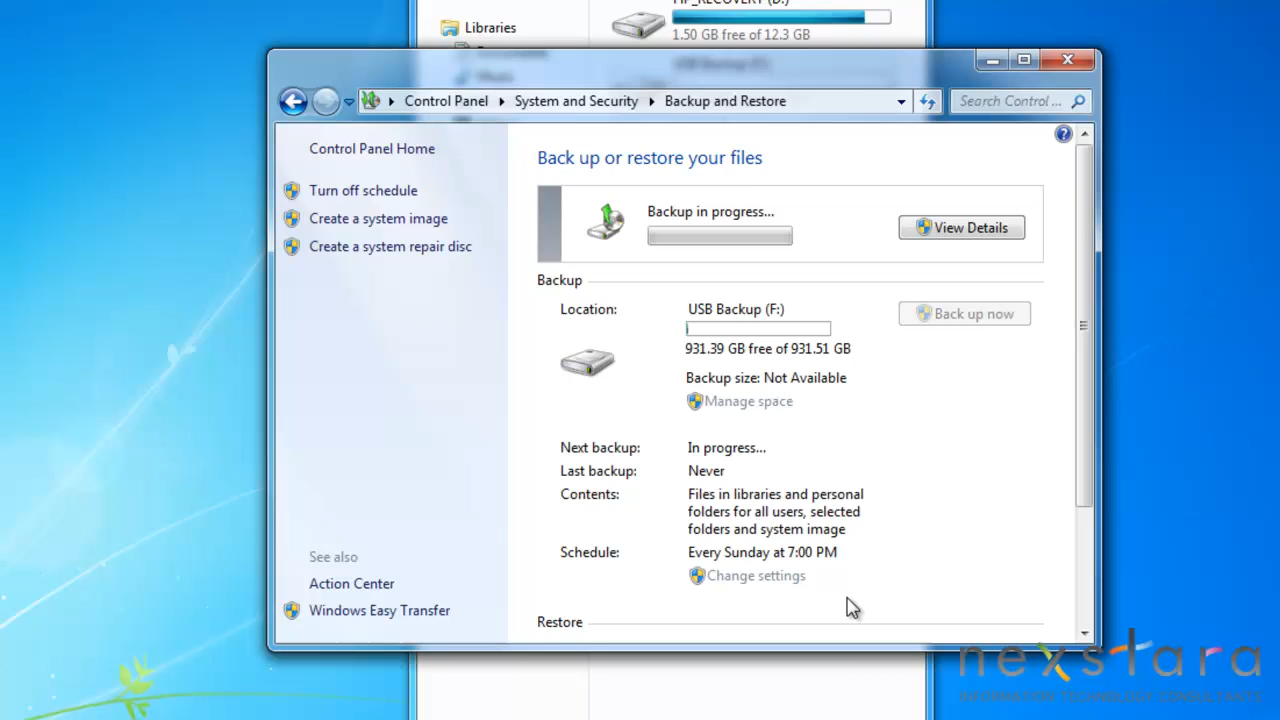 HP_RECOVERY (D:)
Libraries
1.50 GB free of 12.3 GB
Control Panel
System and Security
Backup and Restore
Search Control ...
Control Panel Home
Turn off schedule
Create a system image
Create a system repair disc
Back up or restore your files
Backup in progress...
View Details
Backup
Location:
USB Backup (F:)
Back up now
931.39 GB free of 931.51 GB
Backup size: Not Available
Manage space
Next backup:
In progress...
Last backup:
Never
Contents:
Files in libraries and personal
folders for all users, selected
folders and system image
Schedule:
Every Sunday at 7:00 PM
Change settings
See also
Action Center
Windows Easy Transfer
Restore
nexstara
INFORMATION TECHNOLOGY CONSULTANTS